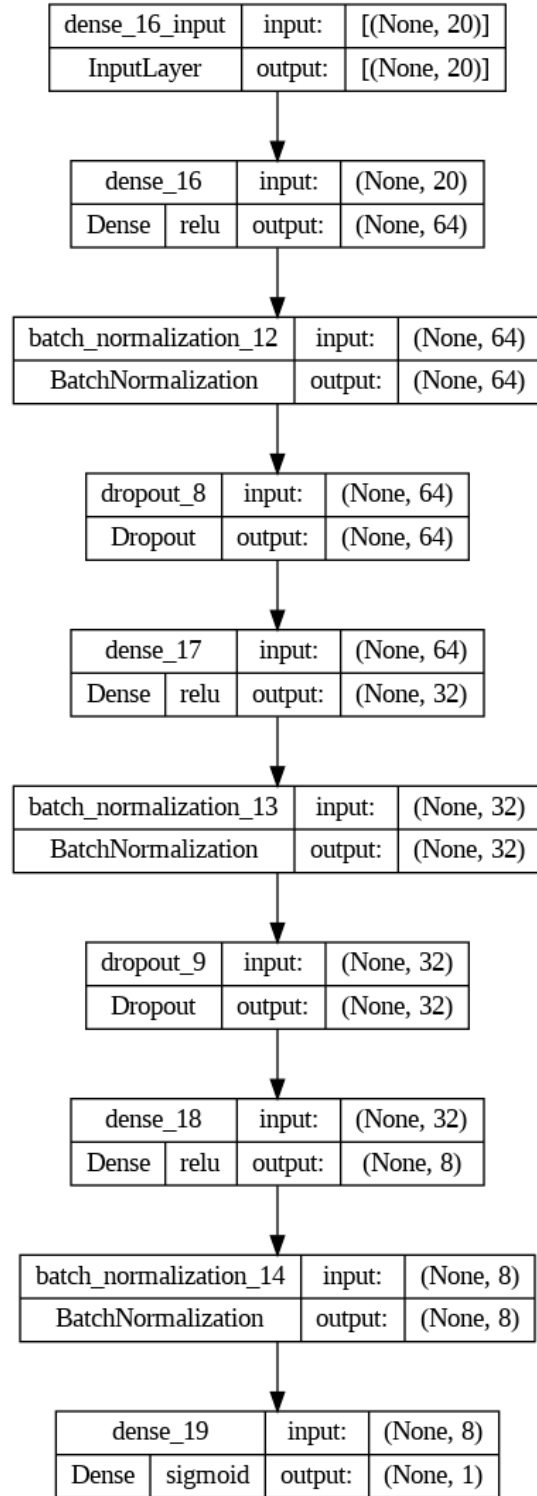 dense_16_input input: [(None, 20)]
InputLayer output: [(None, 20)]
dense_16 input: (None, 20)
Dense relu output: (None, 64)
batch_normalization_12 input: (None, 64)
BatchNormalization output: (None, 64)
dropout_8 input: (None, 64)
Dropout output: (None, 64)
dense_17 input: (None, 64)
Dense relu output: (None, 32)
batch_normalization_13 input: (None, 32)
BatchNormalization output: (None, 32)
dropout_9 input: (None, 32)
Dropout output: (None, 32)
dense_18 input: (None, 32)
Dense relu output: (None, 8)
batch_normalization_14 input: (None, 8)
BatchNormalization output: (None, 8)
dense_19 input: (None, 8)
Dense sigmoid output: (None, 1)